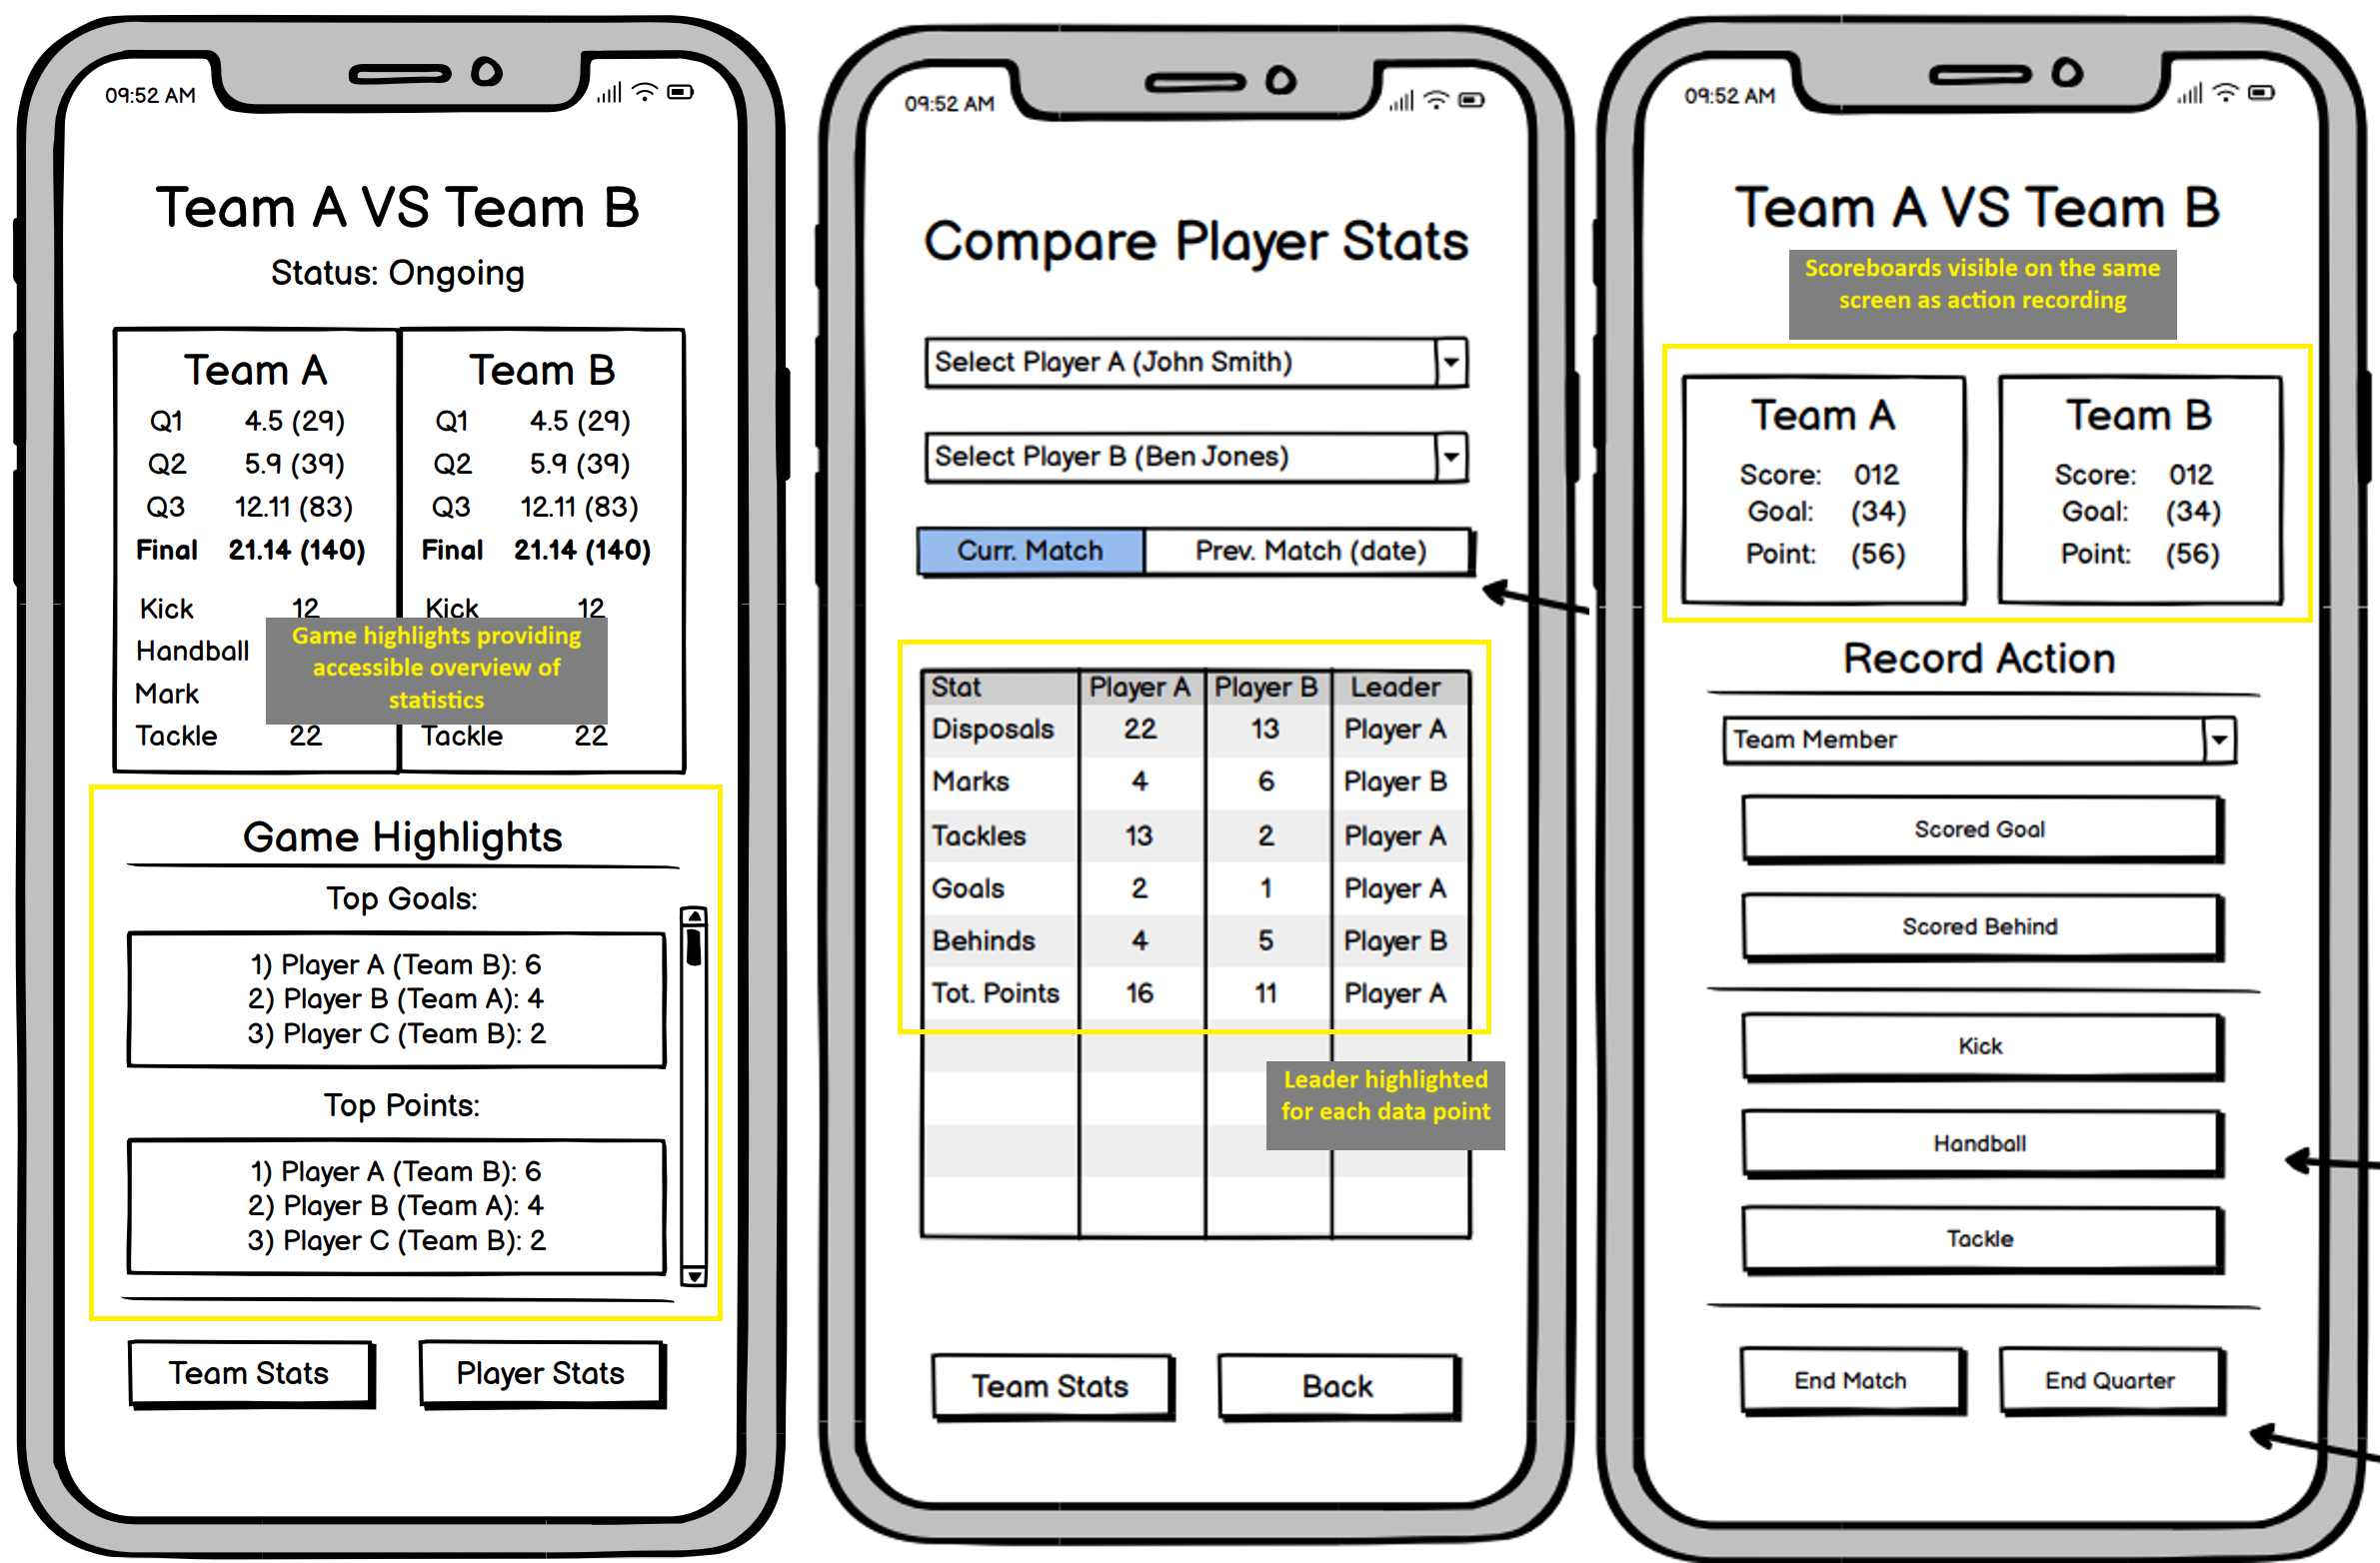 09:52 AM
Team A VS Team B
Status: Ongoing
Team A
Q1 4.5 (29)
Q2 5.9 (39)
Q3 12.11 (83)
Final 21.14 (140)
Kick 12
Handball
Mark
Tackle 22
Team B
Q1 4.5 (29)
Q2 5.9 (39)
Q3 12.11 (83)
Final 21.14 (140)
Kick 12
Tackle 22
Game highlights providing
accessible overview of
statistics
Game Highlights
Top Goals:
1) Player A (Team B): 6
2) Player B (Team A): 4
3) Player C (Team B): 2
Top Points:
1) Player A (Team B): 6
2) Player B (Team A): 4
3) Player C (Team B): 2
Team Stats
Player Stats
09:52 AM
Compare Player Stats
Select Player A (John Smith)
Select Player B (Ben Jones)
Curr. Match
Prev. Match (date)
Stat Player A Player B Leader
Disposals 22 13 Player A
Marks 4 6 Player B
Tackles 13 2 Player A
Goals 2 1 Player A
Behinds 4 5 Player B
Tot. Points 16 11 Player A
Leader highlighted
for each data point
Team Stats
Back
09:52 AM
Team A VS Team B
Scoreboards visible on the same
screen as action recording
Team A
Score: 012
Goal: (34)
Point: (56)
Team B
Score: 012
Goal: (34)
Point: (56)
Record Action
Team Member
Scored Goal
Scored Behind
Kick
Handball
Tackle
End Match
End Quarter